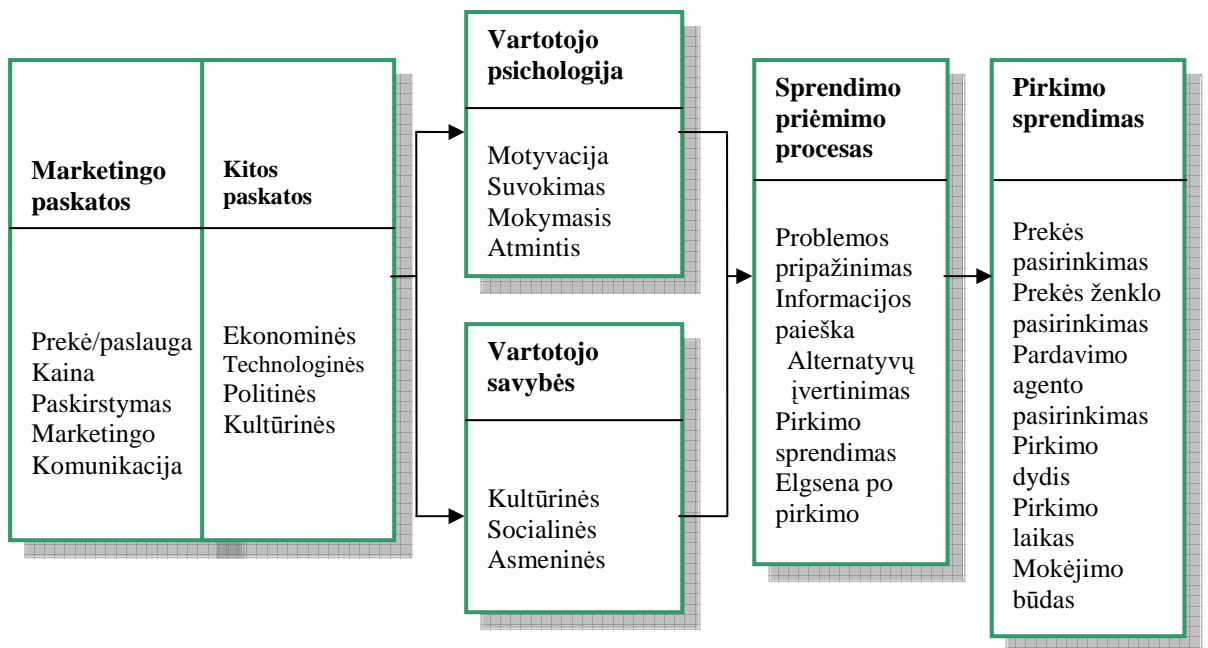 Marketingo
paskatos
Prekė/paslauga
Kaina
Paskirstymas
Marketingo
Komunikacija
Kitos
paskatos
Ekonominės
Technologinės
Politinės
Kultūrinės
Vartotojo
psichologija
Motyvacija
Suvokimas
Mokymasis
Atmintis
Vartotojo
savybės
Kultūrinės
Socialinės
Asmeninės
Sprendimo
priėmimo
procesas
Problemos
pripažinimas
Informacijos
paieška
Alternatyvų
įvertinimas
Pirkimo
sprendimas
Elgsena po
pirkimo
Pirkimo
sprendimas
Prekės
pasirinkimas
Prekės ženklo
pasirinkimas
Pardavimo
agento
pasirinkimas
Pirkimo
dydis
Pirkimo
laikas
Mokėjimo
būdas